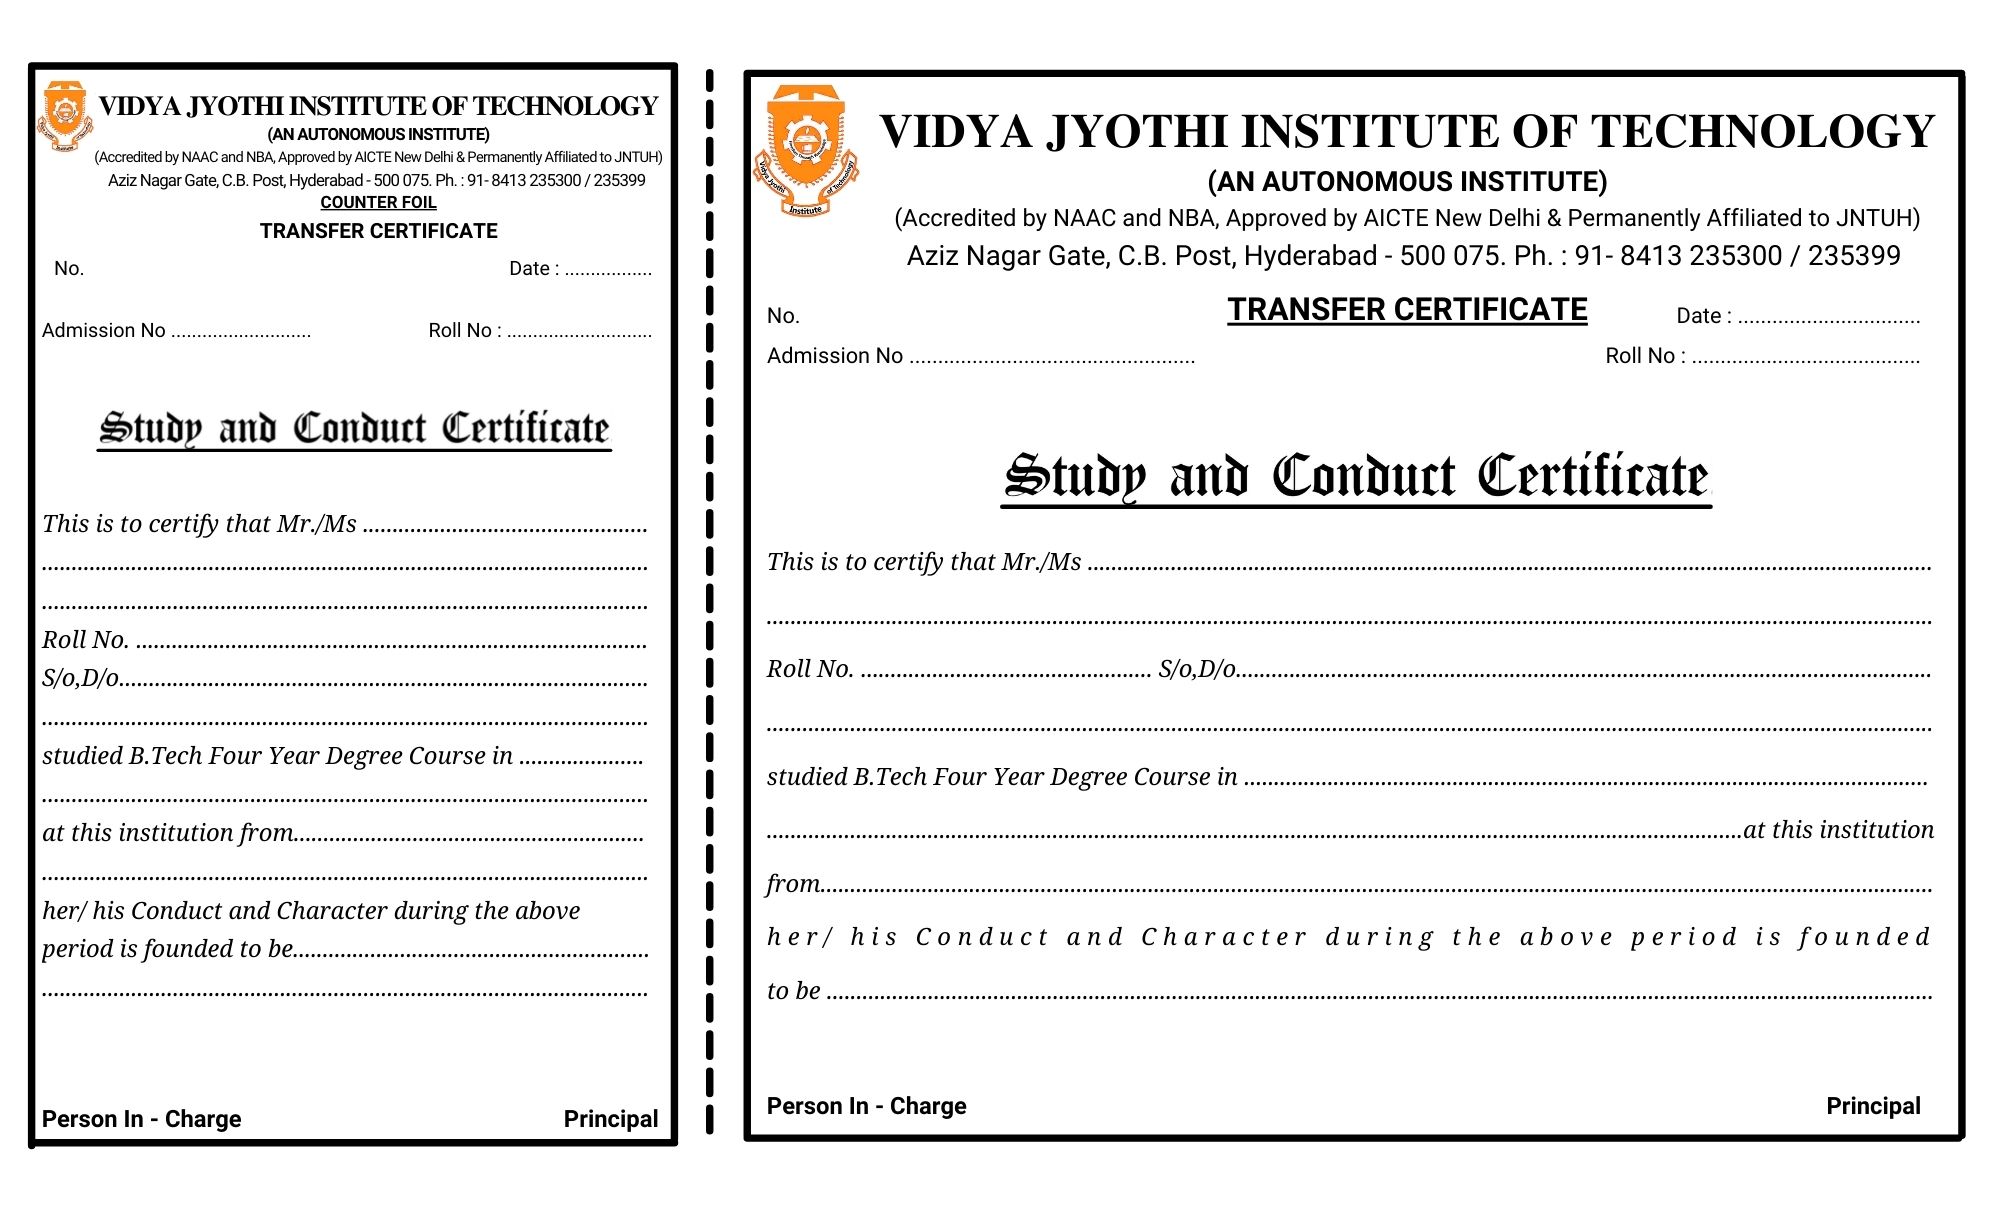 VIDYA JYOTHI INSTITUTE OF TECHNOLOGY
(AN AUTONOMOUS INSTITUTE)
(Accredited by NAAC and NBA, Approved by AICTE New Delhi & Permanently Affiliated to JNTUH)
Aziz Nagar Gate, C.B. Post, Hyderabad - 500 075. Ph. : 91- 8413 235300 / 235399
COUNTER FOIL
TRANSFER CERTIFICATE
No. Date : ................
Admission No ........................... Roll No : ............................
Study and Conduct Certificate
This is to certify that Mr./Ms ................................................
......................................................................................................
......................................................................................................
Roll No. ......................................................................................
S/o,D/o.........................................................................................
......................................................................................................
studied B.Tech Four Year Degree Course in .....................
......................................................................................................
at this institution from...........................................................
......................................................................................................
her/ his Conduct and Character during the above
period is founded to be............................................................
......................................................................................................
Person In - Charge Principal
VIDYA JYOTHI INSTITUTE OF TECHNOLOGY
(AN AUTONOMOUS INSTITUTE)
(Accredited by NAAC and NBA, Approved by AICTE New Delhi & Permanently Affiliated to JNTUH)
Aziz Nagar Gate, C.B. Post, Hyderabad - 500 075. Ph. : 91- 8413 235300 / 235399
Vidya Jyothi Institute of Technology
No. TRANSFER CERTIFICATE Date : ................................
Admission No .................................................. Roll No : ........................................
Study and Conduct Certificate
This is to certify that Mr./Ms ..............................................................................................................................................
....................................................................................................................................................................................................
Roll No. ................................................. S/o,D/o.....................................................................................................................
....................................................................................................................................................................................................
studied B.Tech Four Year Degree Course in ...................................................................................................................
....................................................................................................................................................................at this institution
from...........................................................................................................................................................................................
her/ his Conduct and Character during the above period is founded
to be ..........................................................................................................................................................................................
Person In - Charge Principal